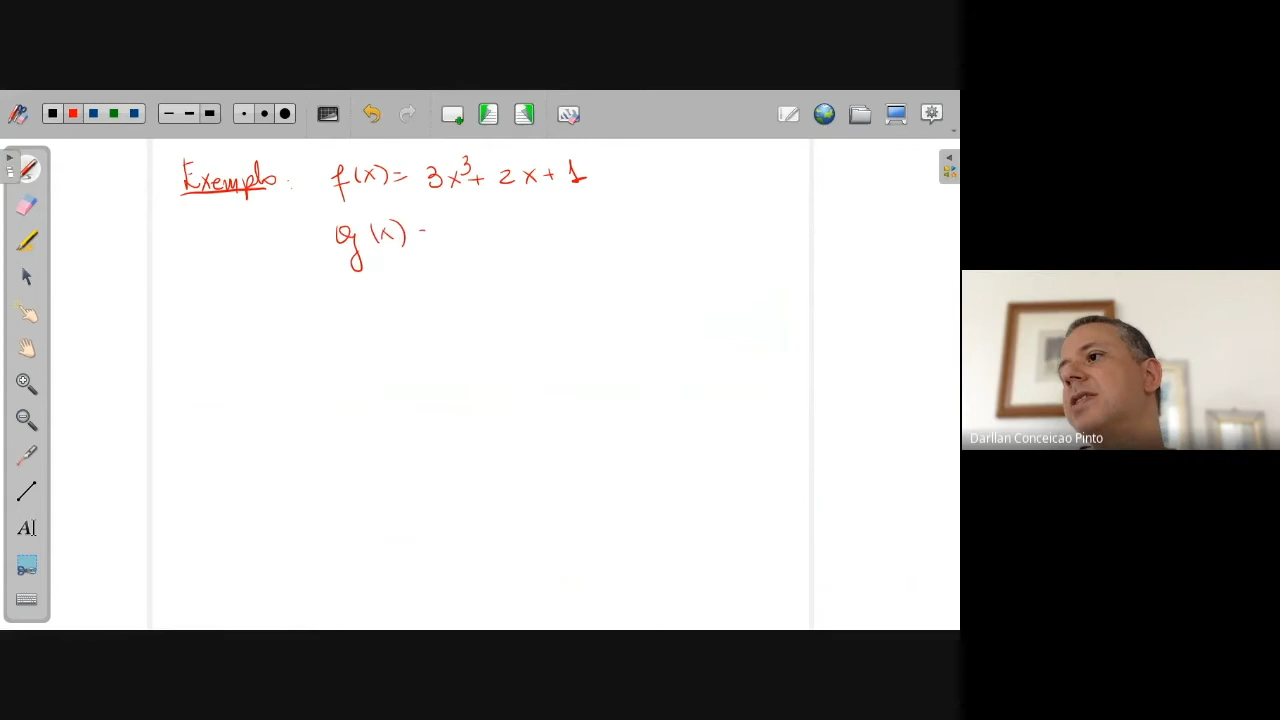 Exemplo: f(x) = 3x³ + 2x + 1
g(x) -
Darllan Conceicao Pinto